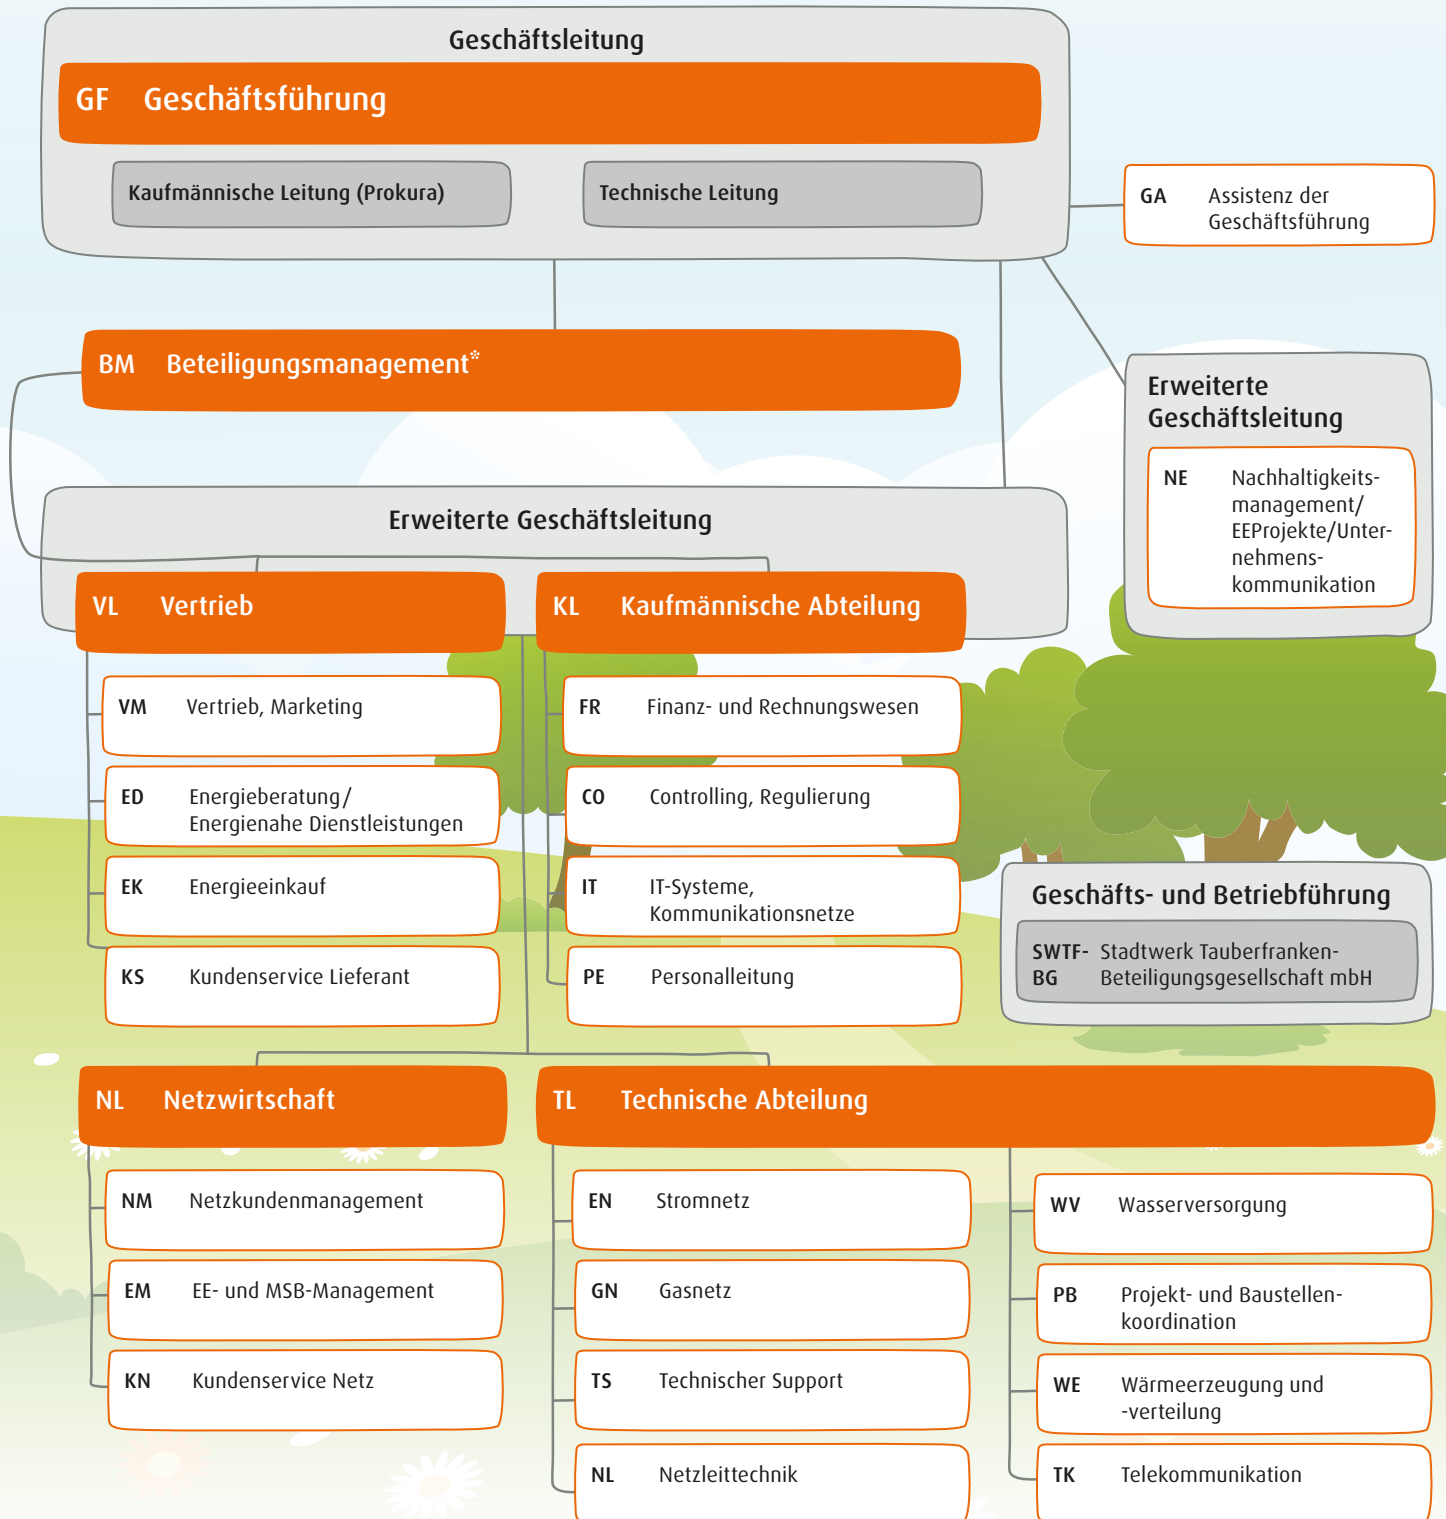 Geschäftsleitung
GF Geschäftsführung
Kaufmännische Leitung (Prokura)
Technische Leitung
GA Assistenz der
Geschäftsführung
BM Beteiligungsmanagement*
Erweiterte
Geschäftsleitung
NE Nachhaltigkeits-
management/
EEProjekte/Unter-
nehmens-
kommunikation
Erweiterte Geschäftsleitung
VL Vertrieb
VM Vertrieb, Marketing
ED Energieberatung/
Energienahe Dienstleistungen
EK Energieeinkauf
KS Kundenservice Lieferant
KL Kaufmännische Abteilung
FR Finanz- und Rechnungswesen
CO Controlling, Regulierung
IT IT-Systeme,
Kommunikationsnetze
PE Personalleitung
Geschäfts- und Betriebführung
SWTF- Stadtwerk Tauberfranken-
BG Beteiligungsgesellschaft mbH
NL Netzwirtschaft
NM Netzkundenmanagement
EM EE- und MSB-Management
KN Kundenservice Netz
TL Technische Abteilung
EN Stromnetz
GN Gasnetz
TS Technischer Support
NL Netzleittechnik
WV Wasserversorgung
PB Projekt- und Baustellen-
koordination
WE Wärmeerzeugung und
-verteilung
TK Telekommunikation